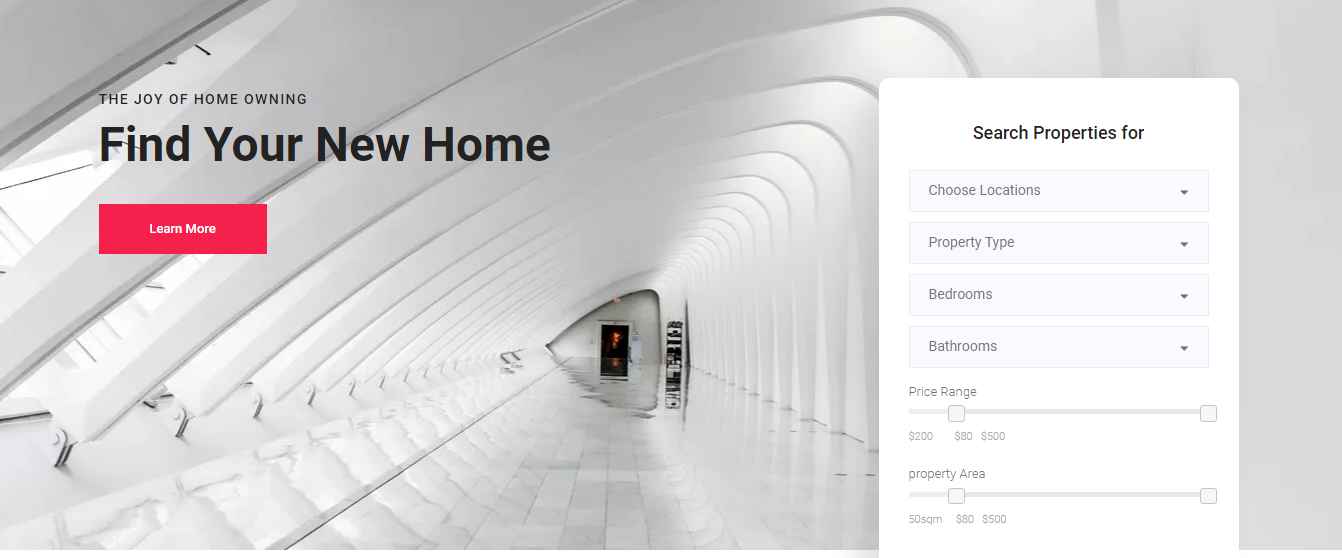 THE JOY OF HOME OWNING
Find Your New Home
Learn More
Search Properties for
Choose Locations
Property Type
Bedrooms
Bathrooms
Price Range
$200 $80 $500
property Area
50sqm $80 $500